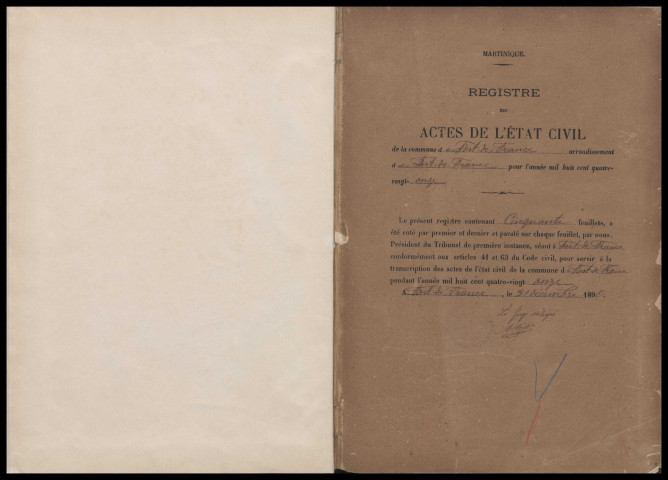 MARTINIQUE.
REGISTRE
DES
ACTES DE L'ÉTAT CIVIL
de la commune d e Fort de France arrondissement
d e Fort de France pour l'année mil huit cent quatre-
vingt- onze
Le présent registre contenant Cinquante feuillets, a
été coté par premier et dernier et paraphé sur chaque feuillet, par nous,
Président du Tribunal de première instance, séant à Fort de France
conformément aux articles 41 et 63 du Code civil, pour servir à la
transcription des actes de l'état civil de la commune d e Fort de France
pendant l'année mil huit cent quatre-vingt onze
Fort de France, le 31 décembre 1890.
Le Juge